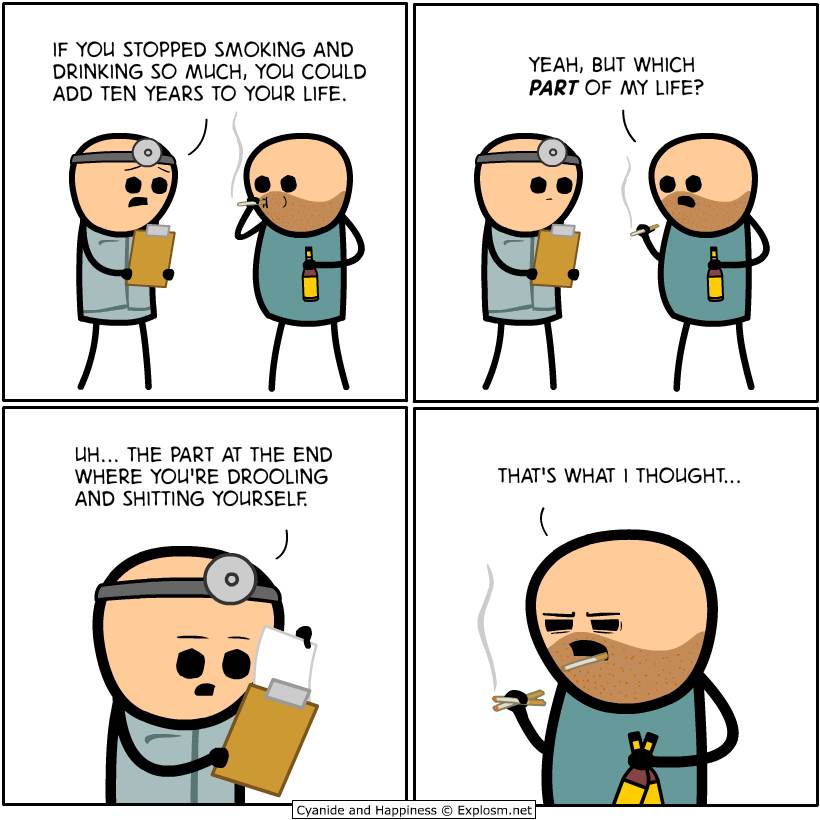 IF YOU STOPPED SMOKING AND
DRINKING SO MUCH, YOU COULD
ADD TEN YEARS TO YOUR LIFE.
YEAH, BUT WHICH
PART OF MY LIFE?
UH... THE PART AT THE END
WHERE YOU'RE DROOLING
AND SHITTING YOURSELF.
THAT'S WHAT I THOUGHT...
Cyanide and Happiness © Explosm.net